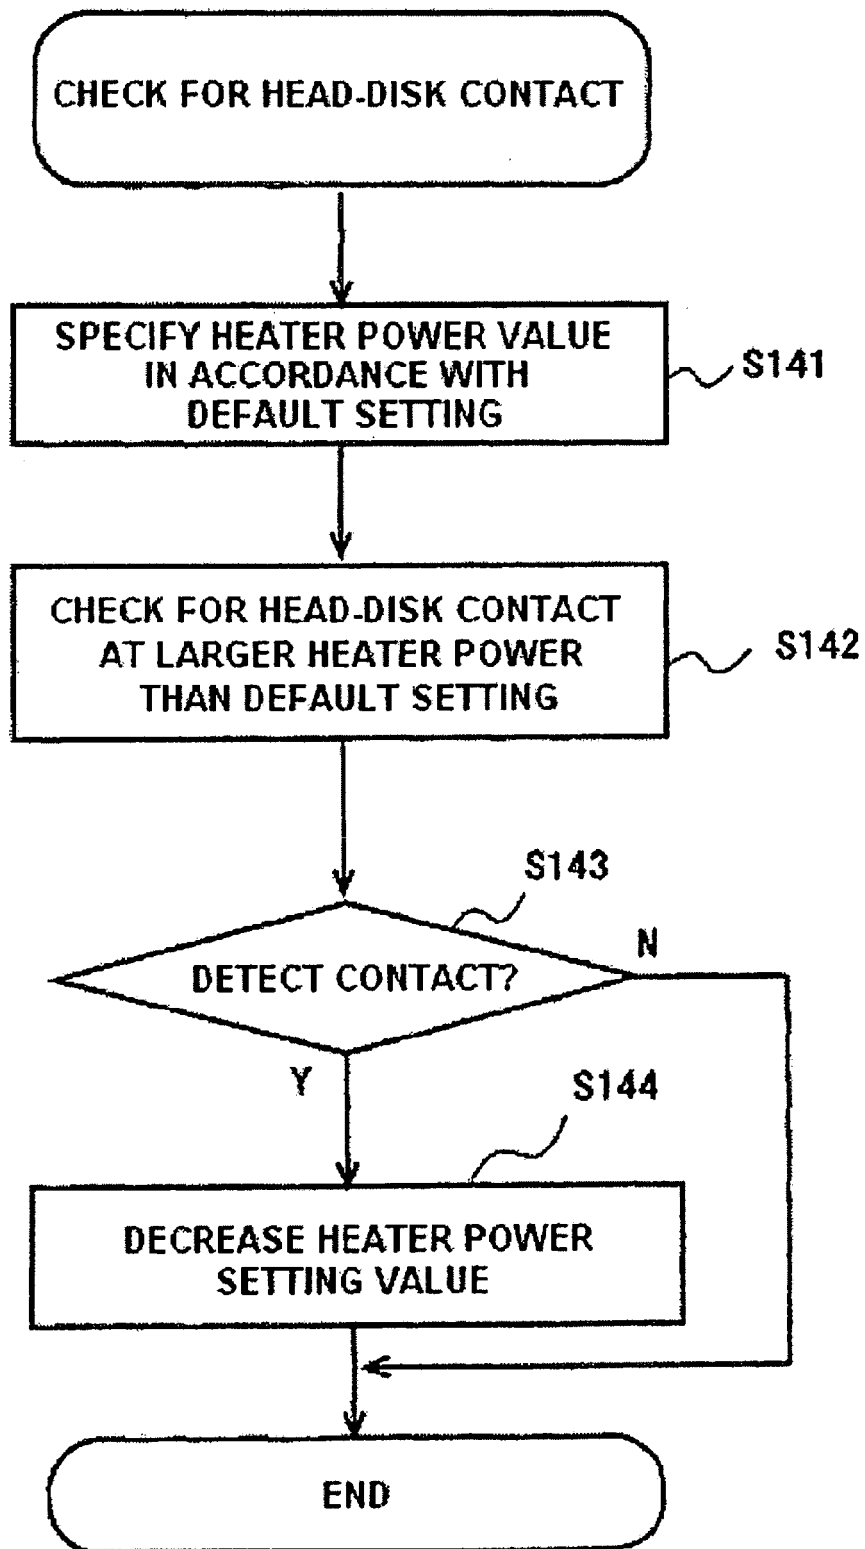 CHECK FOR HEAD-DISK CONTACT
SPECIFY HEATER POWER VALUE
IN ACCORDANCE WITH
DEFAULT SETTING
S141
CHECK FOR HEAD-DISK CONTACT
AT LARGER HEATER POWER
THAN DEFAULT SETTING
S142
S143
N
DETECT CONTACT?
Y
S144
DECREASE HEATER POWER
SETTING VALUE
END